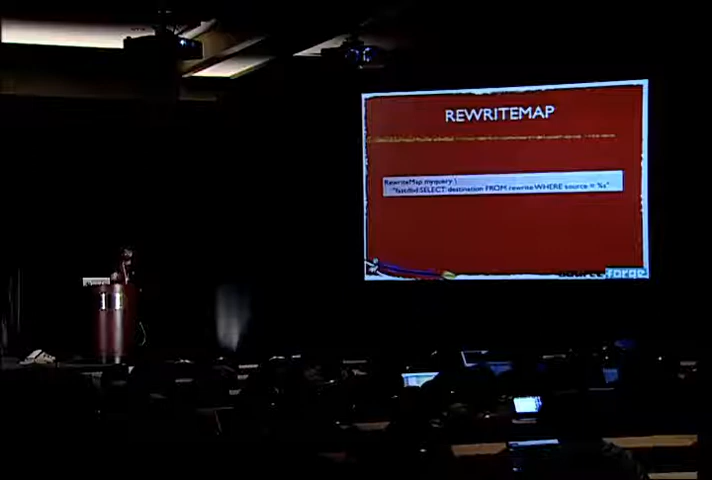 REWRITEMAP
RewriteMap myquery \
"fastdbd:SELECT destination FROM rewrite WHERE source = %s"
sourceforge